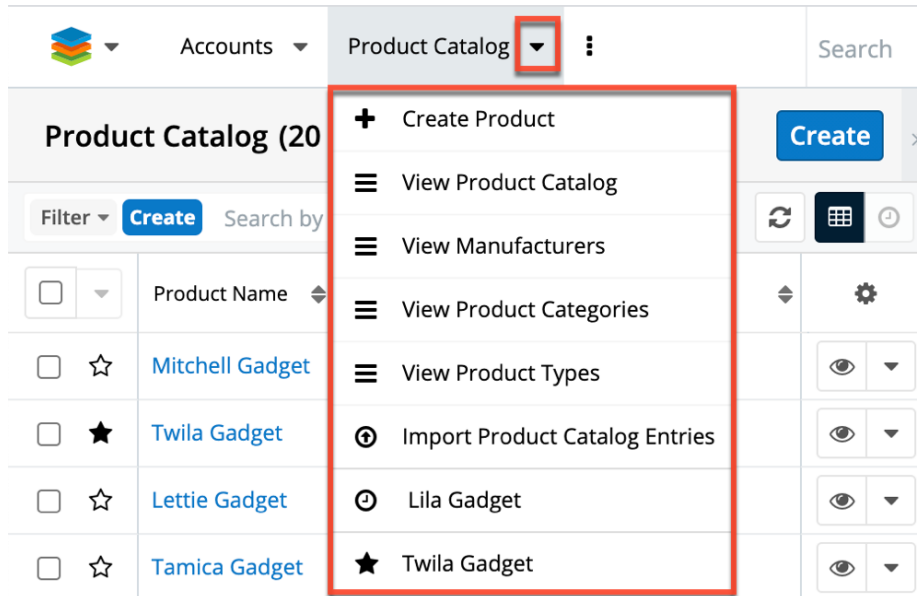 Accounts
Product Catalog
Search
Product Catalog (20
Create
Filter
Create
Search by
Product Name
Create Product
View Product Catalog
View Manufacturers
View Product Categories
View Product Types
Import Product Catalog Entries
Lila Gadget
Twila Gadget
Mitchell Gadget
Twila Gadget
Lettie Gadget
Tamica Gadget